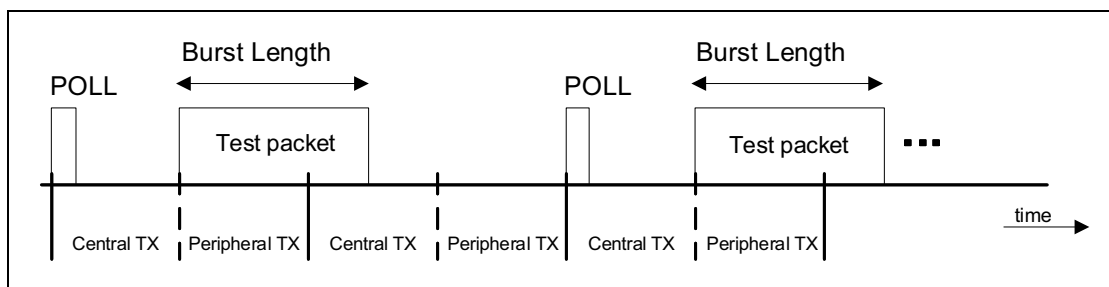 Burst Length
Burst Length
POLL
POLL
Test packet
Test packet
Central TX
Peripheral TX
Central TX
Peripheral TX
Central TX
Peripheral TX
time